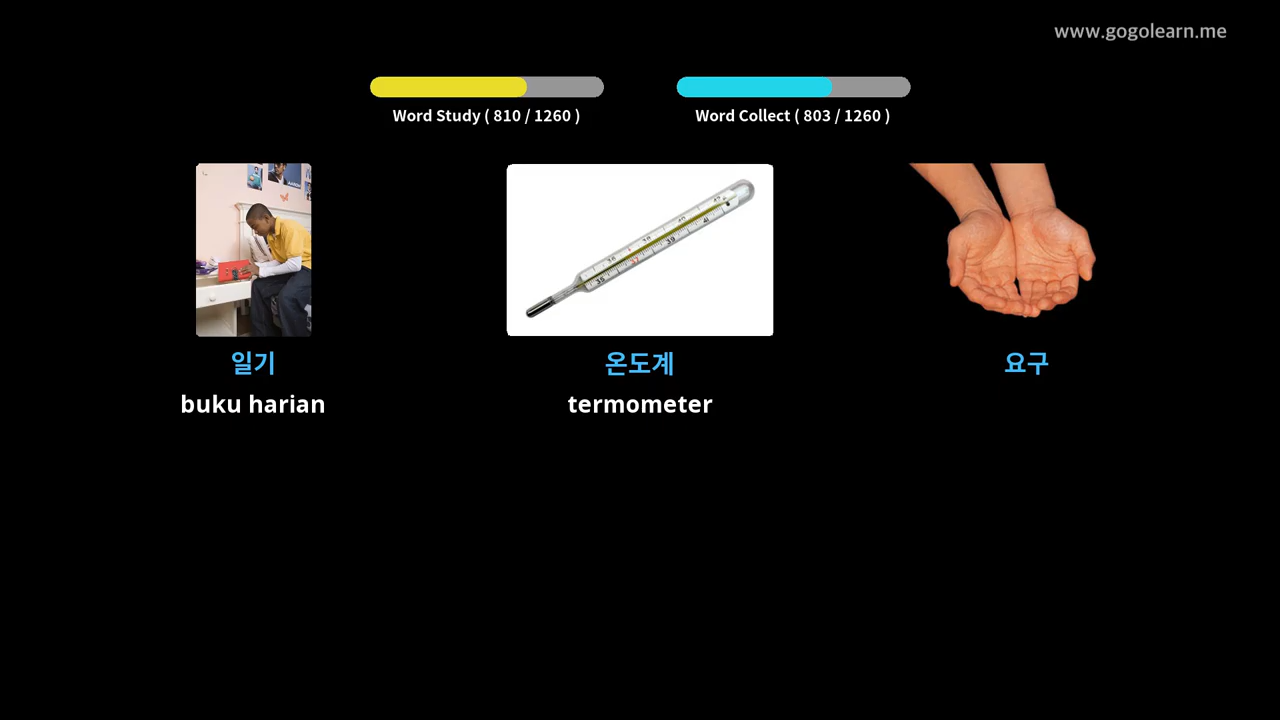 www.gogolearn.me
Word Study ( 810 / 1260 )
Word Collect ( 803 / 1260 )
일기
온도계
요구
buku harian
termometer